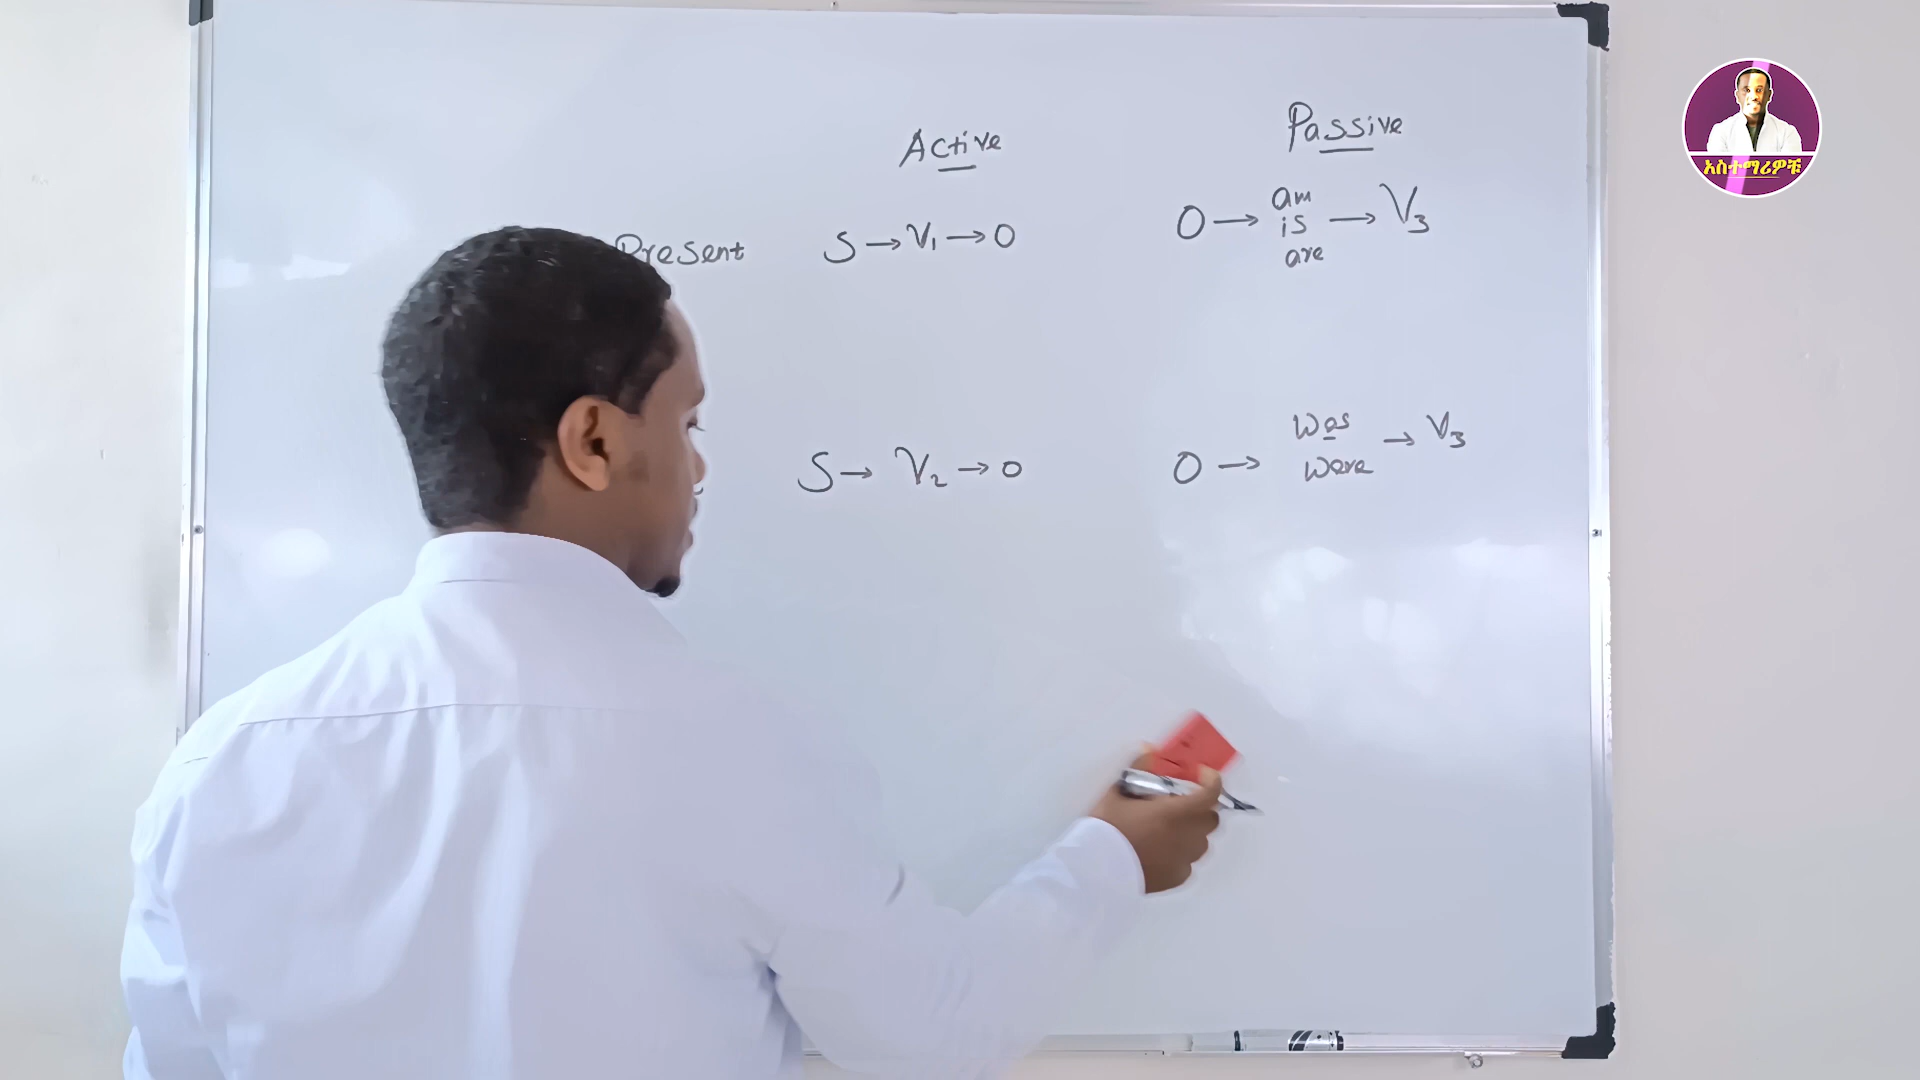 Active
Passive
Present
S → V₁ → O
O → am → V₃
is
are
S → V₂ → O
O → was → V₃
were
አስተማሪዎቹ